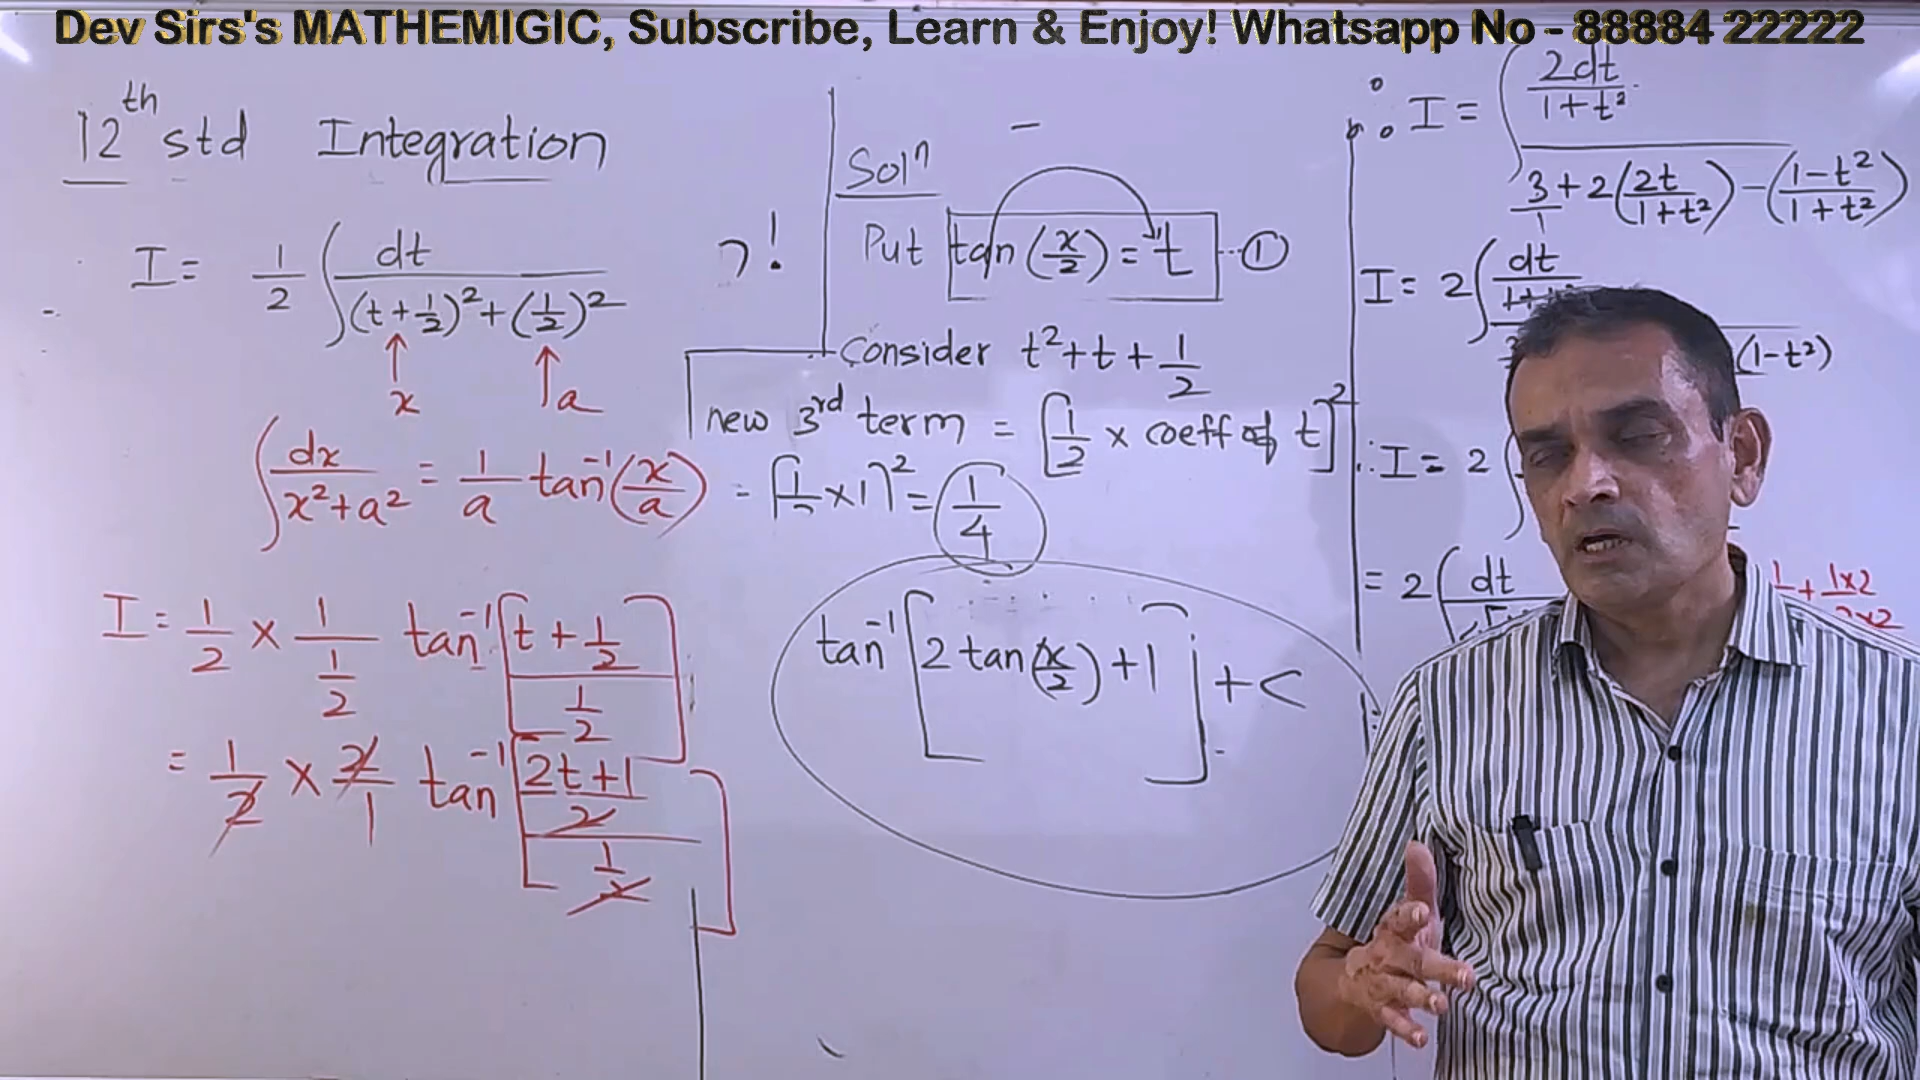 Dev Sirs's MATHEMIGIC, Subscribe, Learn & Enjoy! Whatsapp No - 88884 22222
12th std Integration
I = 1/2 ∫ dt / (t + 1/2)² + (1/2)²
↑ x ↑ a
∫ dx / x² + a² = 1/a tan⁻¹ (x/a)
I = 1/2 × 1 / 1/2 tan⁻¹ [t + 1/2 / 1/2]
= 1/2 × 2/1 tan⁻¹ [2t + 1 / 2 / 1/2]
Solⁿ
Put tan (x/2) = t ①
Consider t² + t + 1/2
new 3rd term = [1/2 × coeff of t]²
= [1/2 × 1]² = 1/4
tan⁻¹ [2 tan (x/2) + 1] + c
∴ I = ∫ 2dt / 1 + t² / 3/1 + 2 (2t / 1 + t²) - (1 - t² / 1 + t²)
I = 2 ∫ dt
(1 - t²)
∴ I = 2 ∫
= 2 ∫ dt
+ 1×2